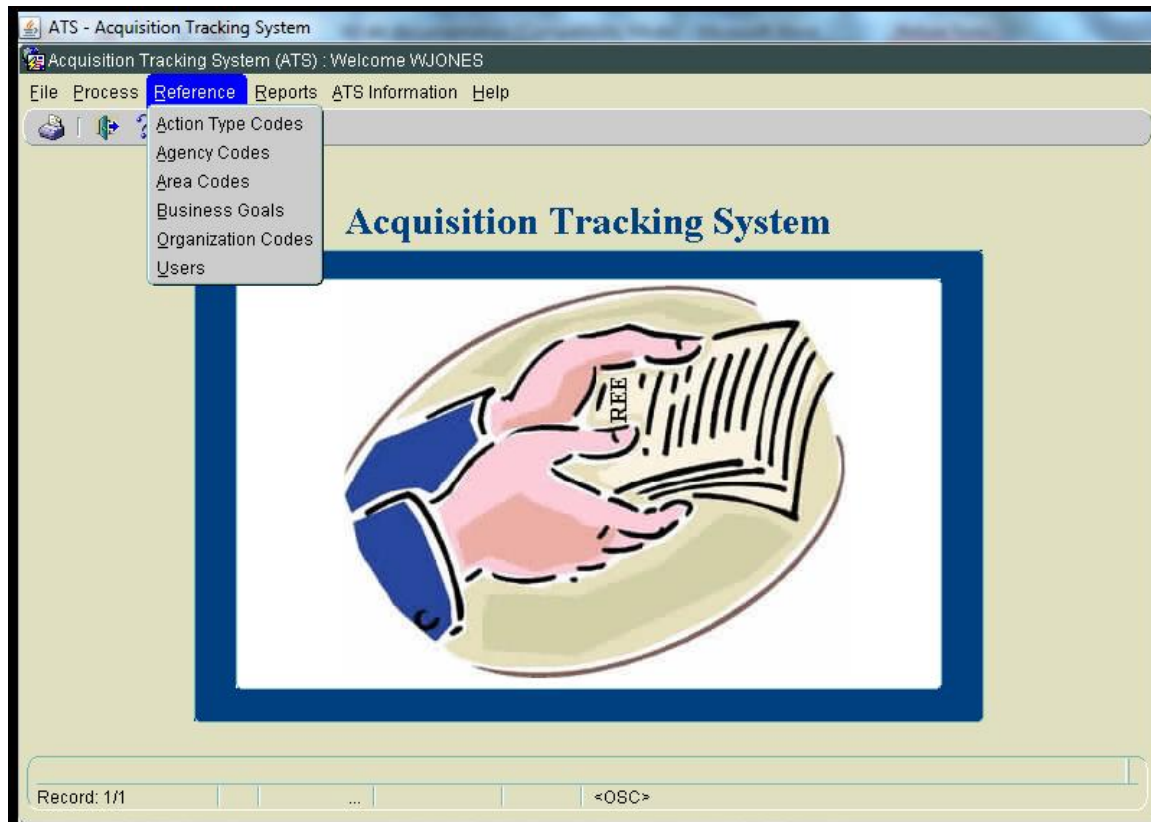 ATS - Acquisition Tracking System
Acquisition Tracking System (ATS) : Welcome WJONES
File Process Reference Reports ATS Information Help
Action Type Codes
Agency Codes
Area Codes
Business Goals
Organization Codes
Users
Acquisition Tracking System
REE
Record: 1/1 ... <OSC>